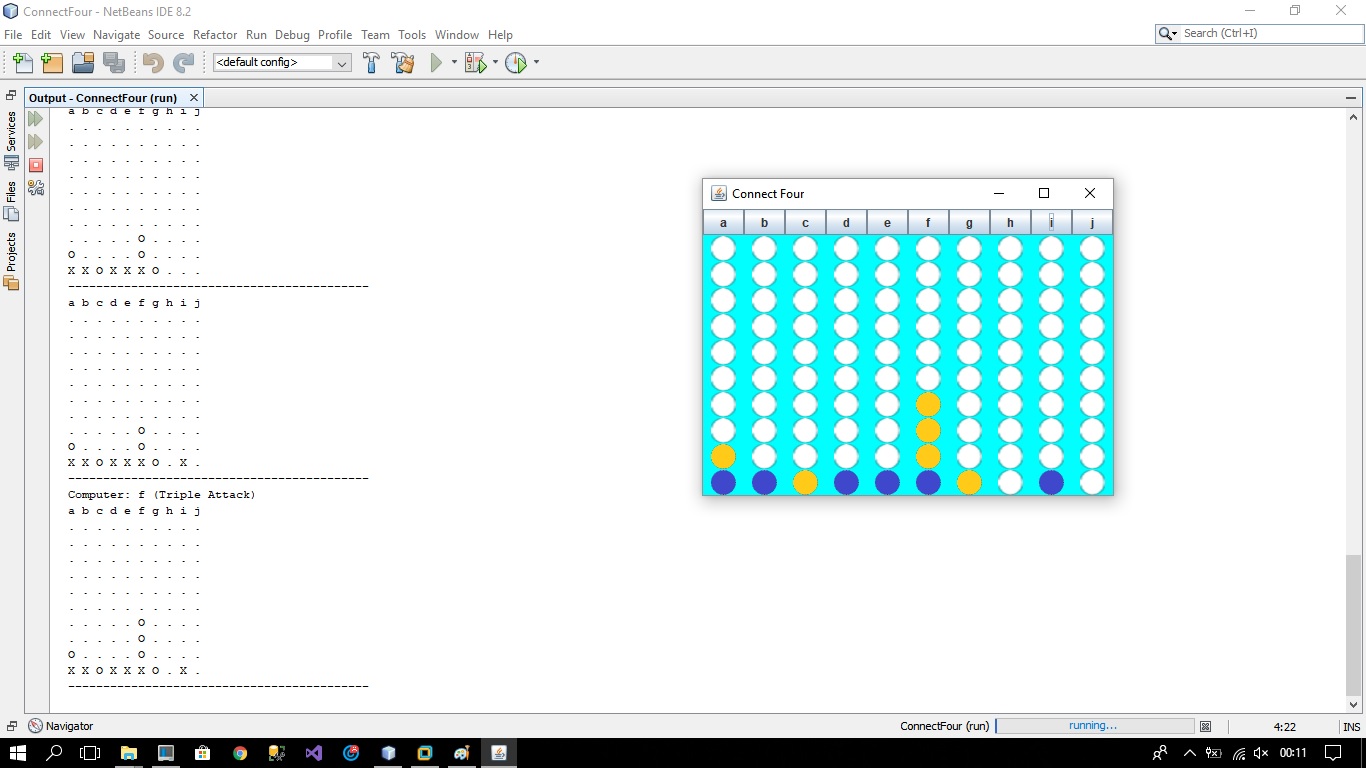 ConnectFour - NetBeans IDE 8.2
File Edit View Navigate Source Refactor Run Debug Profile Team Tools Window Help
Search (Ctrl+I)
<default config>
Output - ConnectFour (run)
Services
Files
Projects
a b c d e f g h i j
. . . . . . . . . .
. . . . . . . . . .
. . . . . . . . . .
. . . . . . . . . .
. . . . . . . . . .
. . . . . . . . . .
. . . . . . . . . .
. . . . . O . . . .
O . . . . O . . . .
X X O X X X O . . .
-------------------------------------------
a b c d e f g h i j
. . . . . . . . . .
. . . . . . . . . .
. . . . . . . . . .
. . . . . . . . . .
. . . . . . . . . .
. . . . . . . . . .
. . . . . . . . . .
. . . . . O . . . .
O . . . . O . . . .
X X O X X X O . X .
-------------------------------------------
Computer: f (Triple Attack)
a b c d e f g h i j
. . . . . . . . . .
. . . . . . . . . .
. . . . . . . . . .
. . . . . . . . . .
. . . . . . . . . .
. . . . . . . . . .
. . . . . O . . . .
. . . . . O . . . .
O . . . . O . . . .
X X O X X X O . X .
-------------------------------------------
Connect Four
a b c d e f g h i j
Navigator
ConnectFour (run)
running...
4:22
INS
00:11